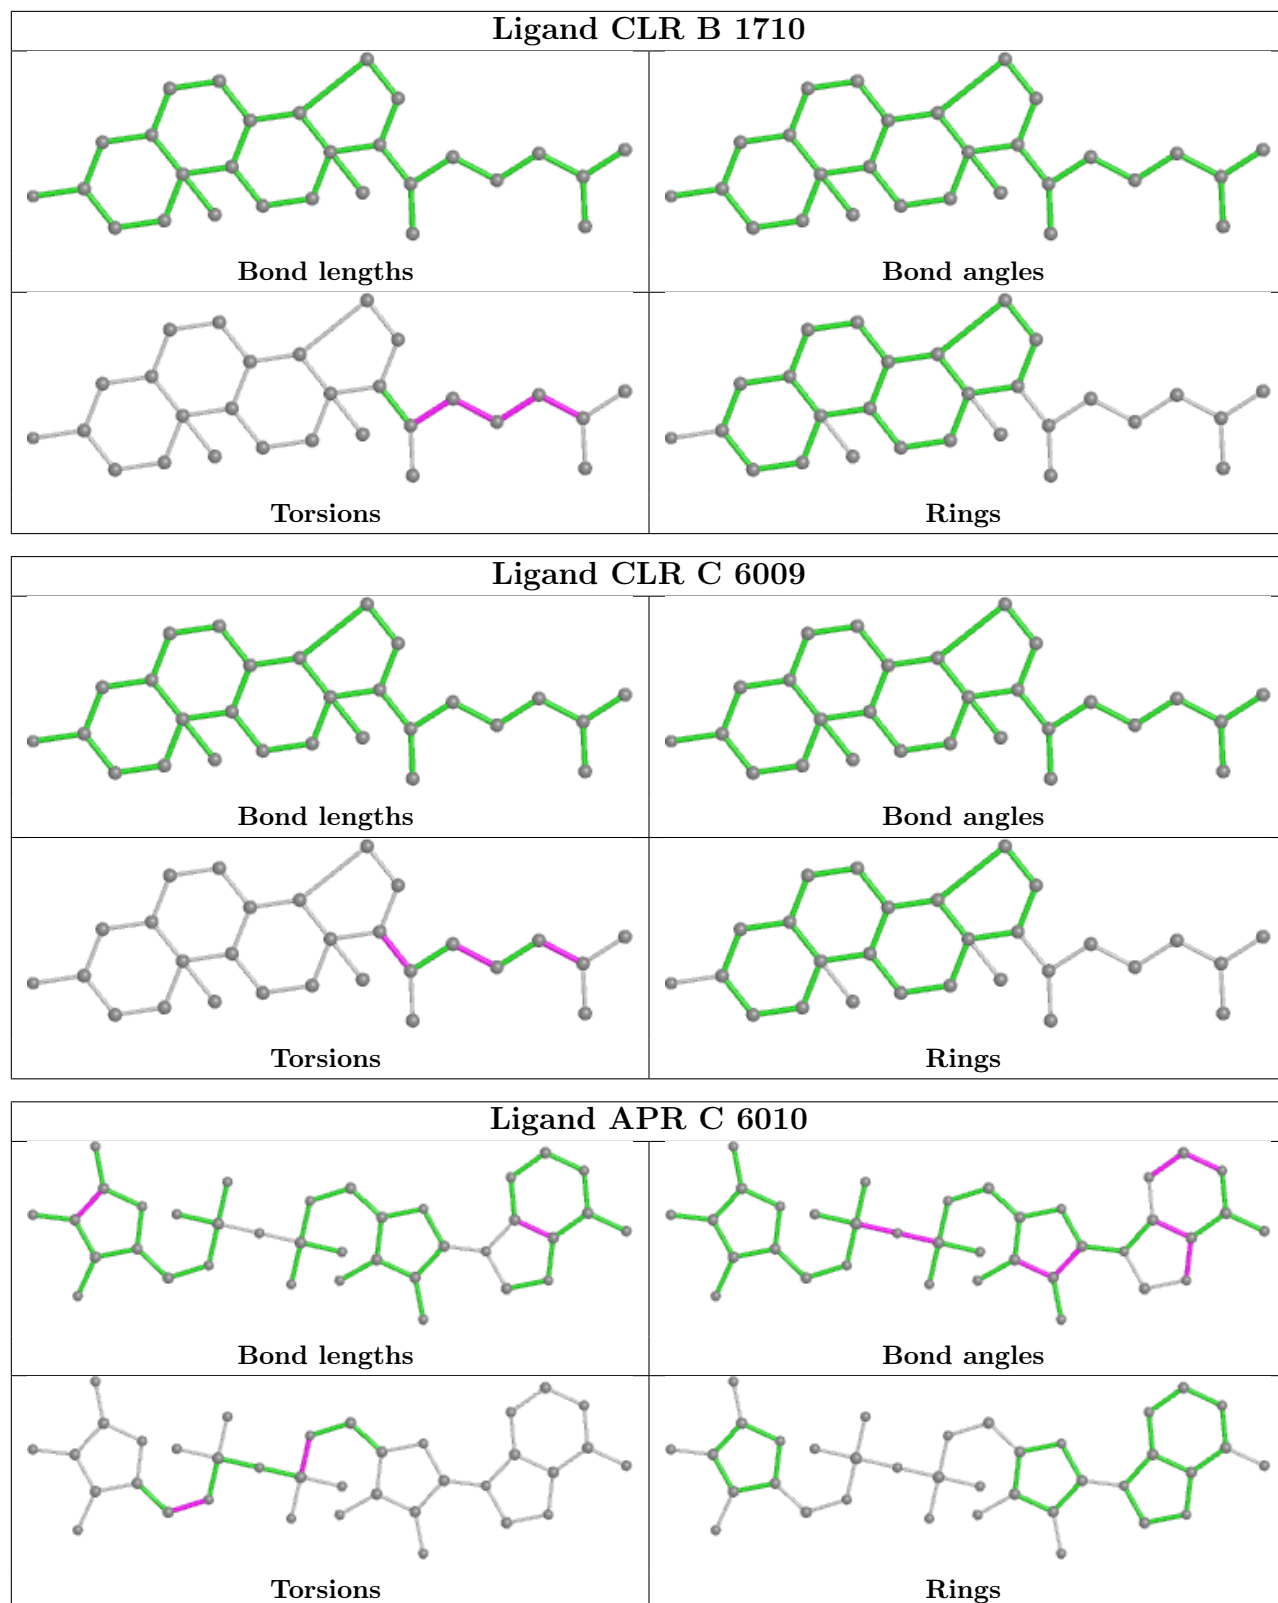 Ligand CLR B 1710
Bond lengths
Bond angles
Torsions
Rings
Ligand CLR C 6009
Bond lengths
Bond angles
Torsions
Rings
Ligand APR C 6010
Bond lengths
Bond angles
Torsions
Rings